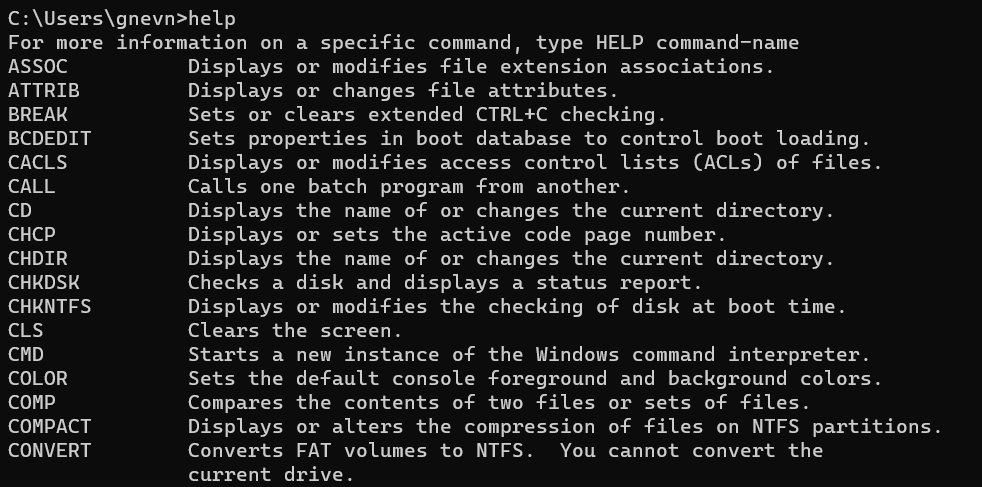 C:\Users\gnevn>help
For more information on a specific command, type HELP command-name
ASSOC          Displays or modifies file extension associations.
ATTRIB         Displays or changes file attributes.
BREAK          Sets or clears extended CTRL+C checking.
BCDEDIT        Sets properties in boot database to control boot loading.
CACLS          Displays or modifies access control lists (ACLs) of files.
CALL           Calls one batch program from another.
CD             Displays the name of or changes the current directory.
CHCP           Displays or sets the active code page number.
CHDIR          Displays the name of or changes the current directory.
CHKDSK         Checks a disk and displays a status report.
CHKNTFS        Displays or modifies the checking of disk at boot time.
CLS            Clears the screen.
CMD            Starts a new instance of the Windows command interpreter.
COLOR          Sets the default console foreground and background colors.
COMP           Compares the contents of two files or sets of files.
COMPACT        Displays or alters the compression of files on NTFS partitions.
CONVERT        Converts FAT volumes to NTFS.  You cannot convert the
               current drive.